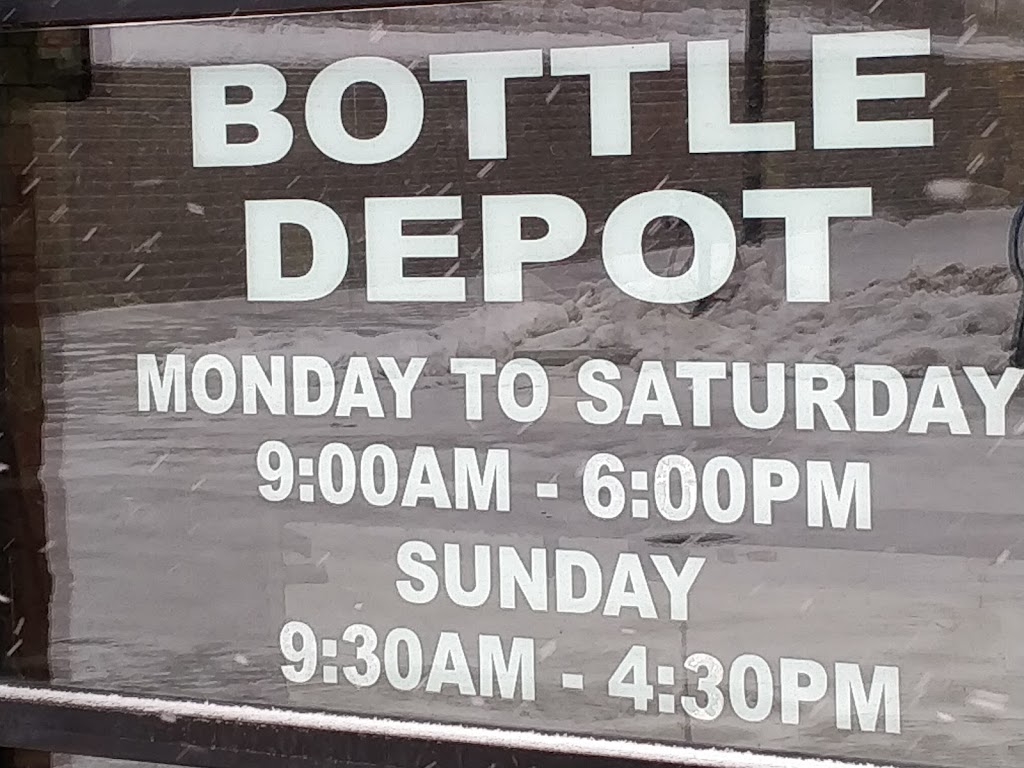 BOTTLE
DEPOT
MONDAY TO SATURDAY
9:00AM - 6:00PM
SUNDAY
9:30AM - 4:30PM